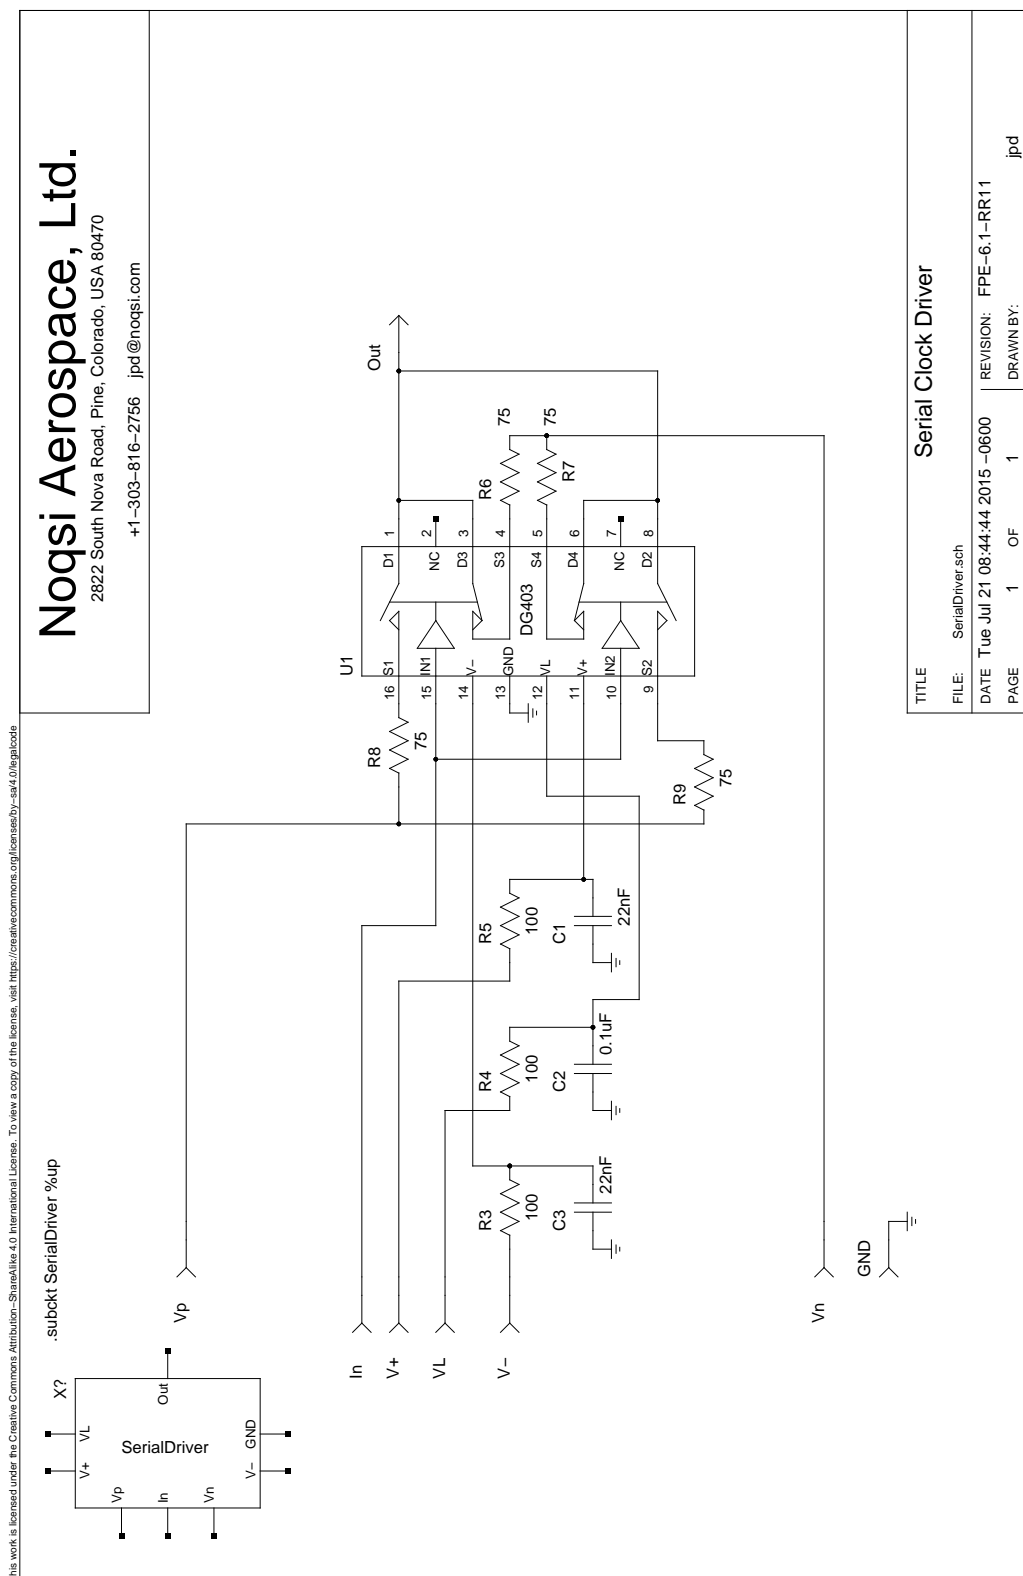 his work is licensed under the Creative Commons Attribution−ShareAlike 4.0 International License. To view a copy of the license, visit https://creativecommons.org/licenses/by−sa/4.0/legalcode
Noqsi Aerospace, Ltd.
2822 South Nova Road, Pine, Colorado, USA 80470
+1−303−816−2756 jpd@noqsi.com
.subckt SerialDriver %up
X?
V+
VL
Vp
In
Vn
Out
SerialDriver
V−
GND
Vp
In
V+
VL
V−
Vn
GND
R3
100
C3
22nF
R4
100
C2
0.1uF
R5
100
C1
22nF
R8
75
R9
75
U1
16
S1
15
IN1
14
V−
13
GND
12
VL
11
V+
10
IN2
9
S2
DG403
D1
1
NC
2
D3
3
S3
4
S4
5
D4
6
NC
7
D2
8
R6
75
R7
75
Out
TITLE
Serial Clock Driver
FILE: SerialDriver.sch
DATE Tue Jul 21 08:44:44 2015 −0600
REVISION: FPE−6.1−RR11
PAGE 1 OF 1
DRAWN BY: jpd